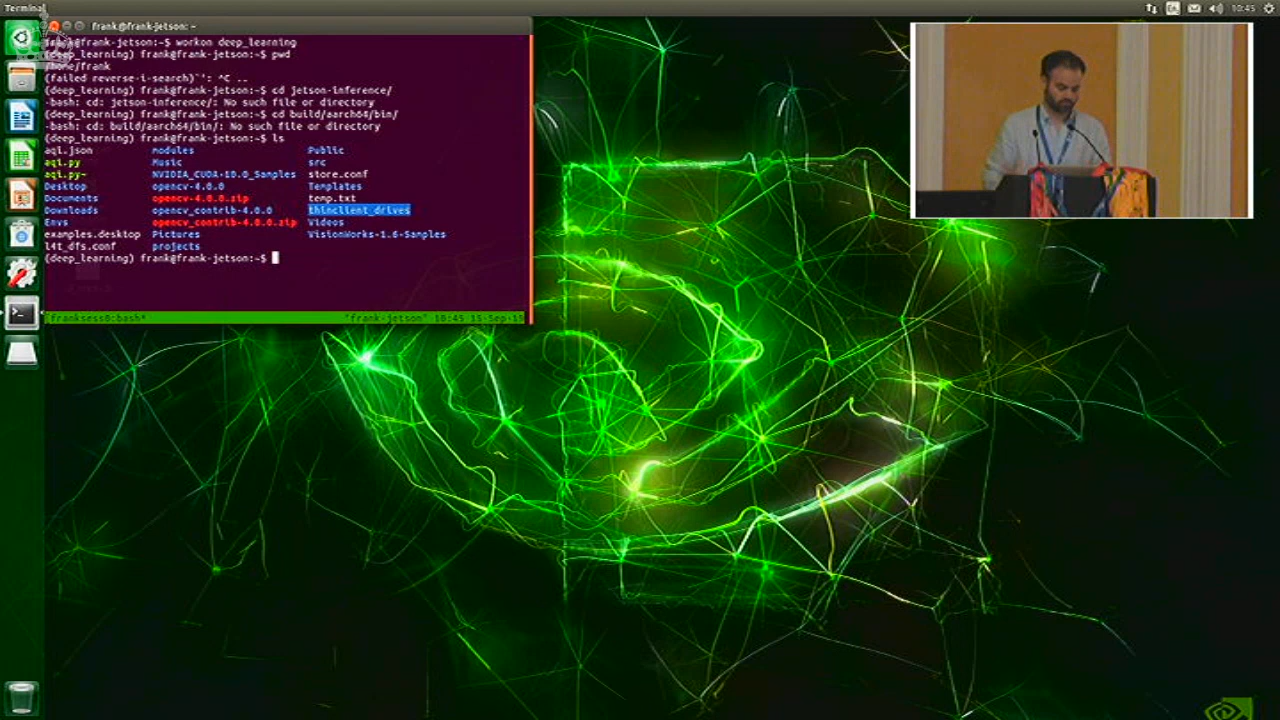 Terminal
10:45
frank@frank-jetson: ~
frank@frank-jetson:~$ workon deep_learning
(deep_learning) frank@frank-jetson:~$ pwd
/home/frank
(failed reverse-i-search)`': ^C ..
(deep_learning) frank@frank-jetson:~$ cd jetson-inference/
-bash: cd: jetson-inference/: No such file or directory
(deep_learning) frank@frank-jetson:~$ cd build/aarch64/bin/
-bash: cd: build/aarch64/bin/: No such file or directory
(deep_learning) frank@frank-jetson:~$ ls
aqi.json modules Public
aqi.py Music src
aqi.py~ NVIDIA_CUDA-10.0_Samples store.conf
Desktop opencv-4.0.0 Templates
Documents opencv-4.0.0.zip temp.txt
Downloads opencv_contrib-4.0.0 thinclient_drives
Envs opencv_contrib-4.0.0.zip Videos
examples.desktop Pictures VisionWorks-1.6-Samples
l4t_dfs.conf projects
(deep_learning) frank@frank-jetson:~$
"frank-jetson" 10:45 15-Sep-19